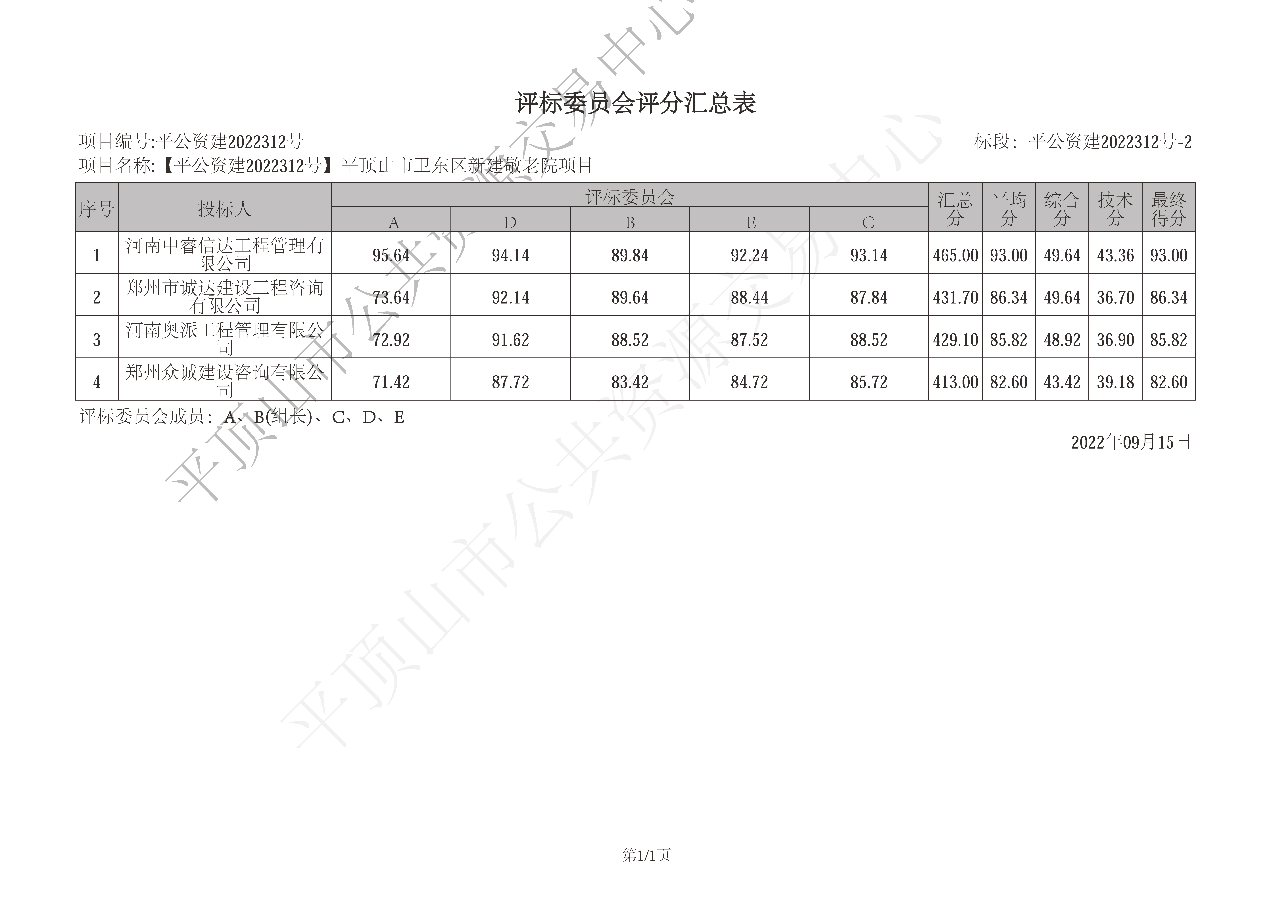 评标委员会评分汇总表
项目编号:平公资建2022312号 标段：平公资建2022312号-2
项目名称:【平公资建2022312号】平顶山市卫东区新建敬老院项目
序号 投标人 评标委员会 汇总分 平均分 综合分 技术分 最终得分
A D B E C
1 河南中睿信达工程管理有限公司 95.64 94.14 89.84 92.24 93.14 465.00 93.00 49.64 43.36 93.00
2 郑州市诚达建设工程咨询有限公司 73.64 92.14 89.64 88.44 87.84 431.70 86.34 49.64 36.70 86.34
3 河南奥派工程管理有限公司 72.92 91.62 88.52 87.52 88.52 429.10 85.82 48.92 36.90 85.82
4 郑州众诚建设咨询有限公司 71.42 87.72 83.42 84.72 85.72 413.00 82.60 43.42 39.18 82.60
评标委员会成员：A、B(组长)、C、D、E
2022年09月15日
平顶山市公共资源交易中心
平顶山市公共资源交易中心
第1/1页